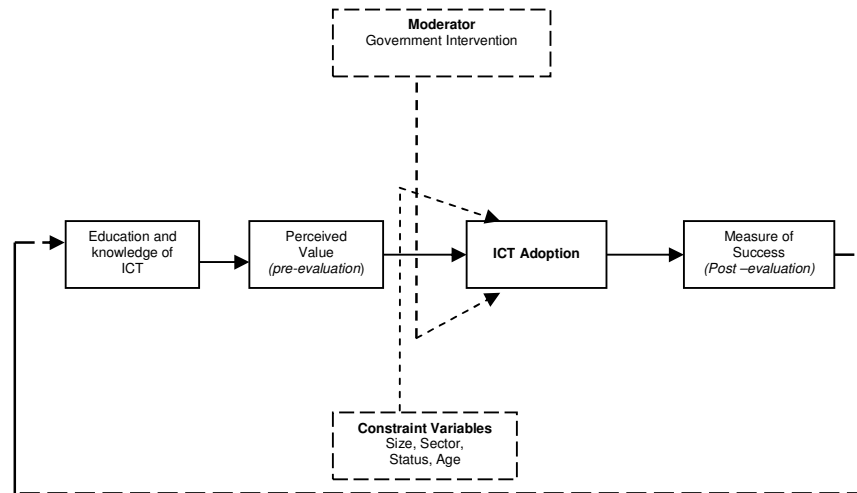 Moderator
Government Intervention
Education and
knowledge of
ICT
Perceived
Value
(pre-evaluation)
ICT Adoption
Measure of
Success
(Post –evaluation)
Constraint Variables
Size, Sector,
Status, Age